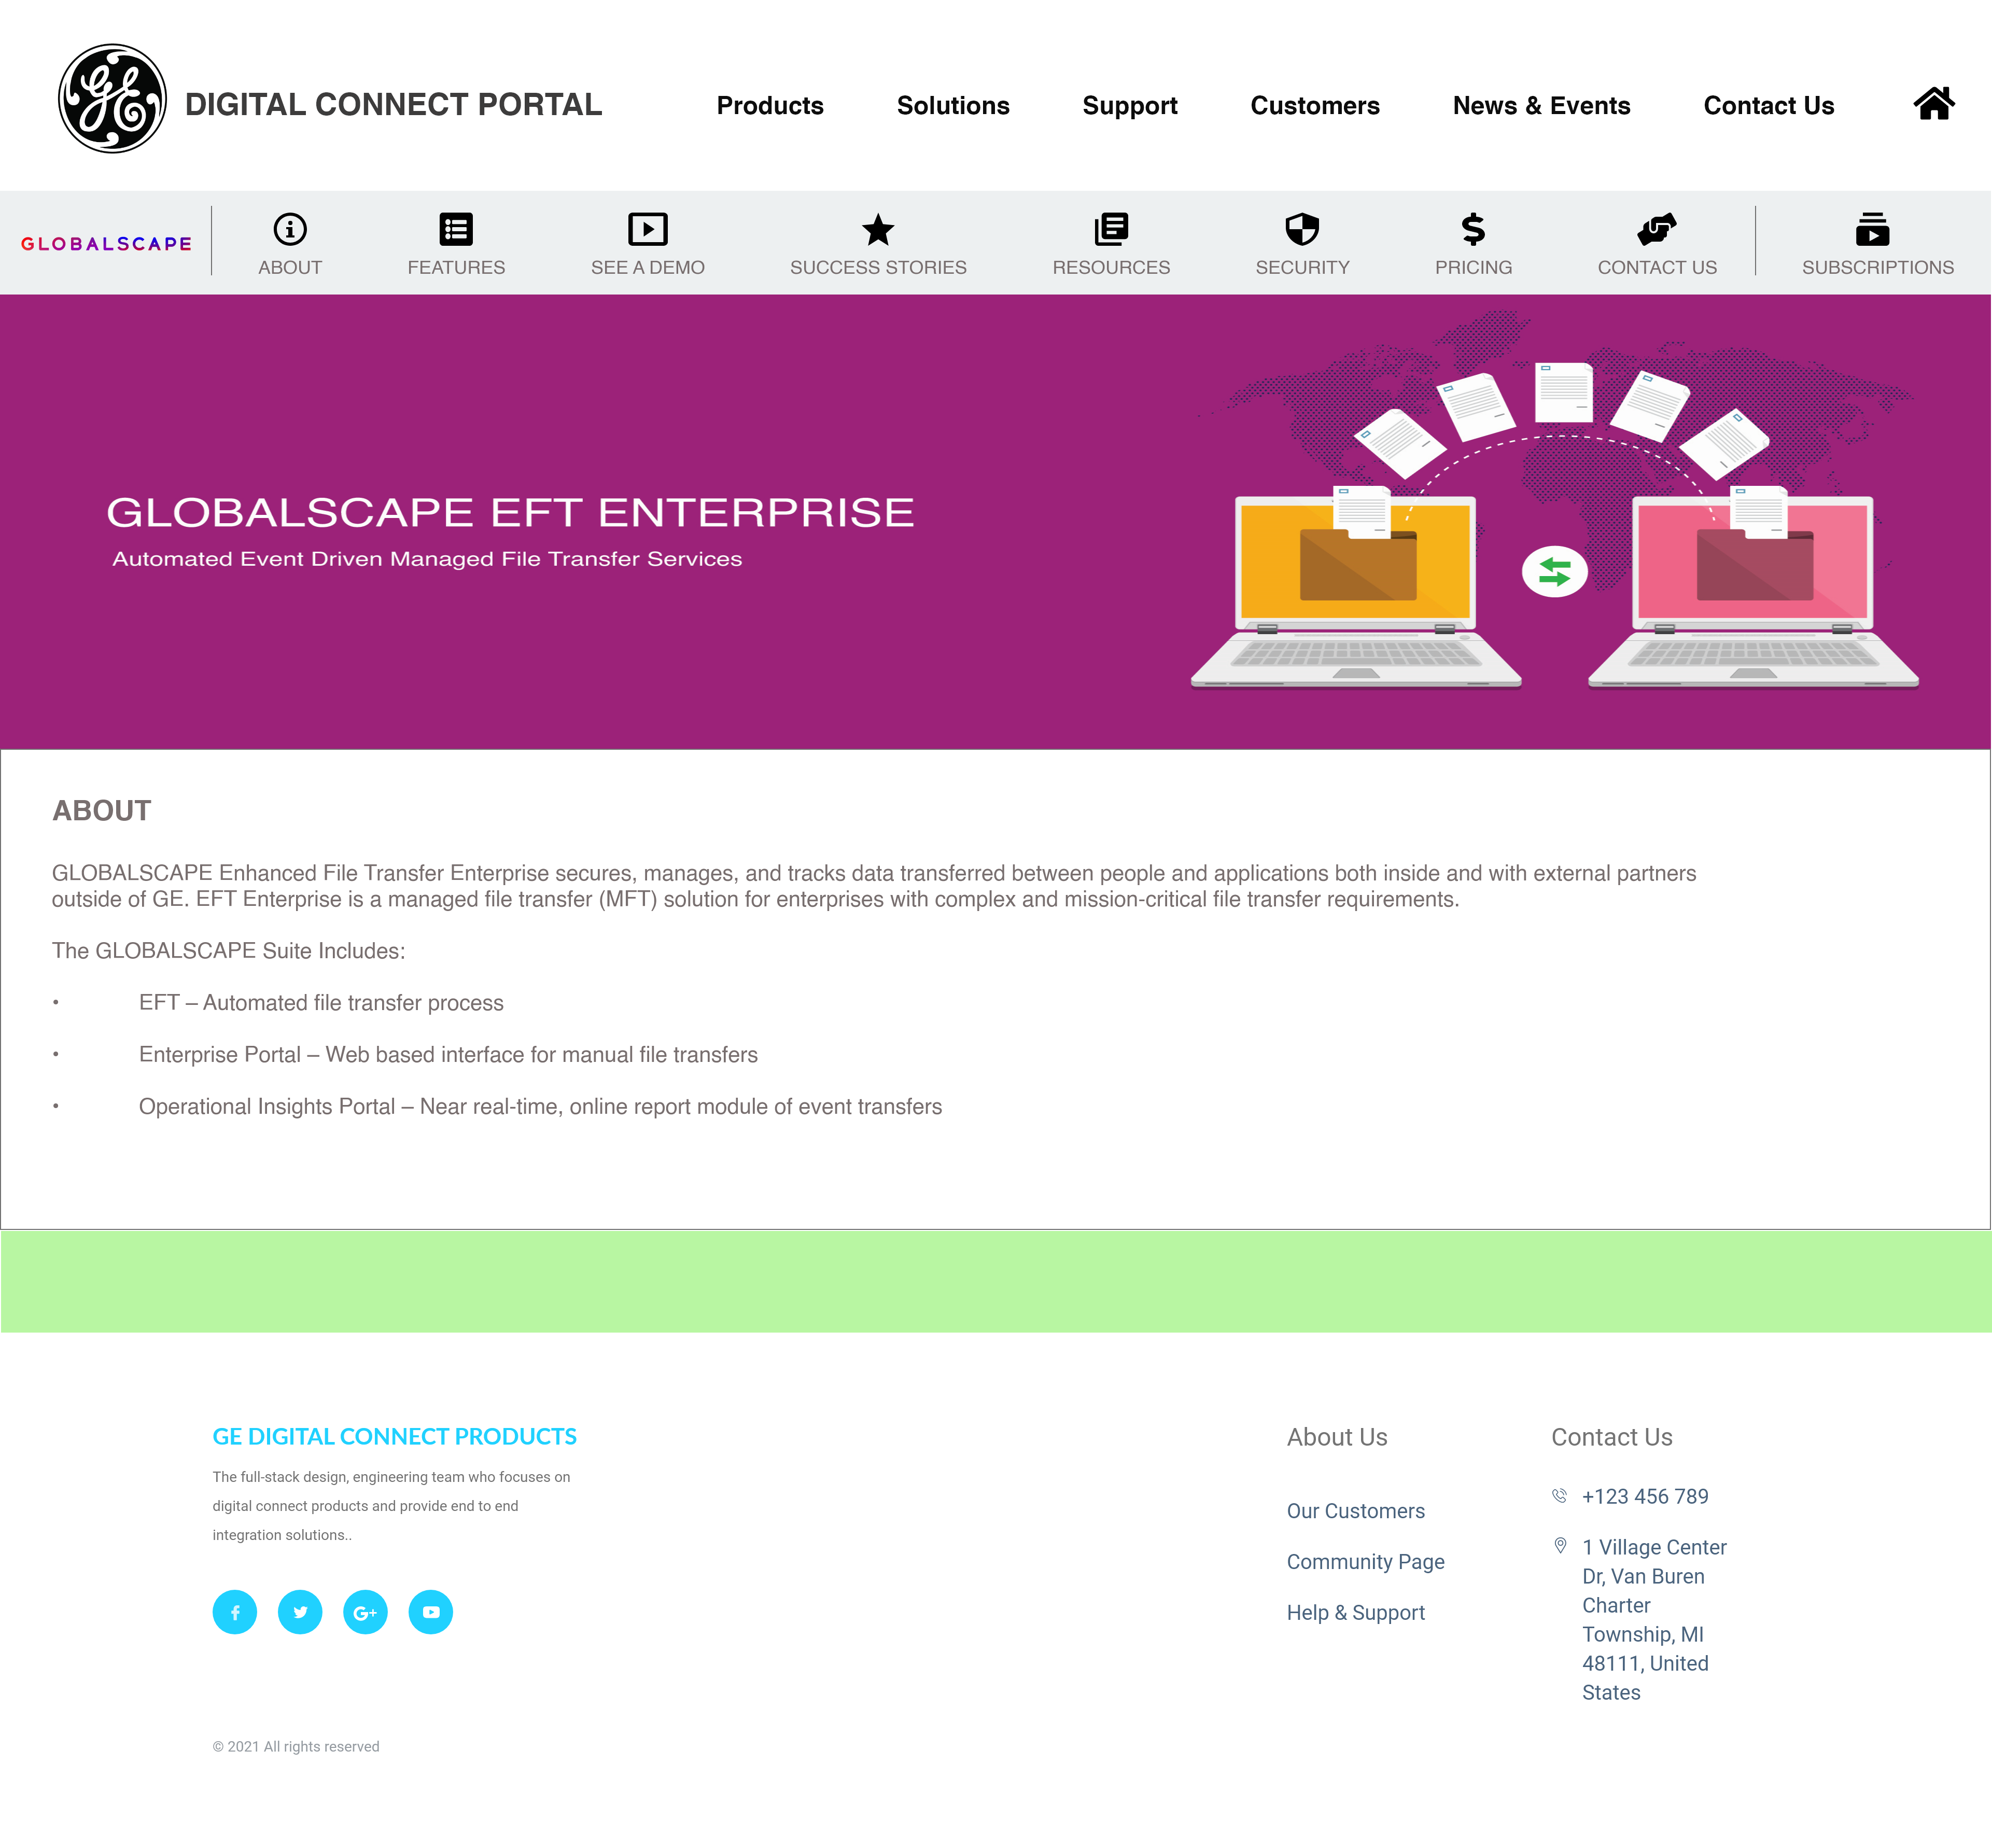 GE
DIGITAL CONNECT PORTAL
Products
Solutions
Support
Customers
News & Events
Contact Us
GLOBALSCAPE
ABOUT
FEATURES
SEE A DEMO
SUCCESS STORIES
RESOURCES
SECURITY
PRICING
CONTACT US
SUBSCRIPTIONS
GLOBALSCAPE EFT ENTERPRISE
Automated Event Driven Managed File Transfer Services
ABOUT
GLOBALSCAPE Enhanced File Transfer Enterprise secures, manages, and tracks data transferred between people and applications both inside and with external partners
outside of GE. EFT Enterprise is a managed file transfer (MFT) solution for enterprises with complex and mission-critical file transfer requirements.
The GLOBALSCAPE Suite Includes:
• EFT – Automated file transfer process
• Enterprise Portal – Web based interface for manual file transfers
• Operational Insights Portal – Near real-time, online report module of event transfers
GE DIGITAL CONNECT PRODUCTS
The full-stack design, engineering team who focuses on
digital connect products and provide end to end
integration solutions..
About Us
Our Customers
Community Page
Help & Support
Contact Us
+123 456 789
1 Village Center
Dr, Van Buren
Charter
Township, MI
48111, United
States
© 2021 All rights reserved